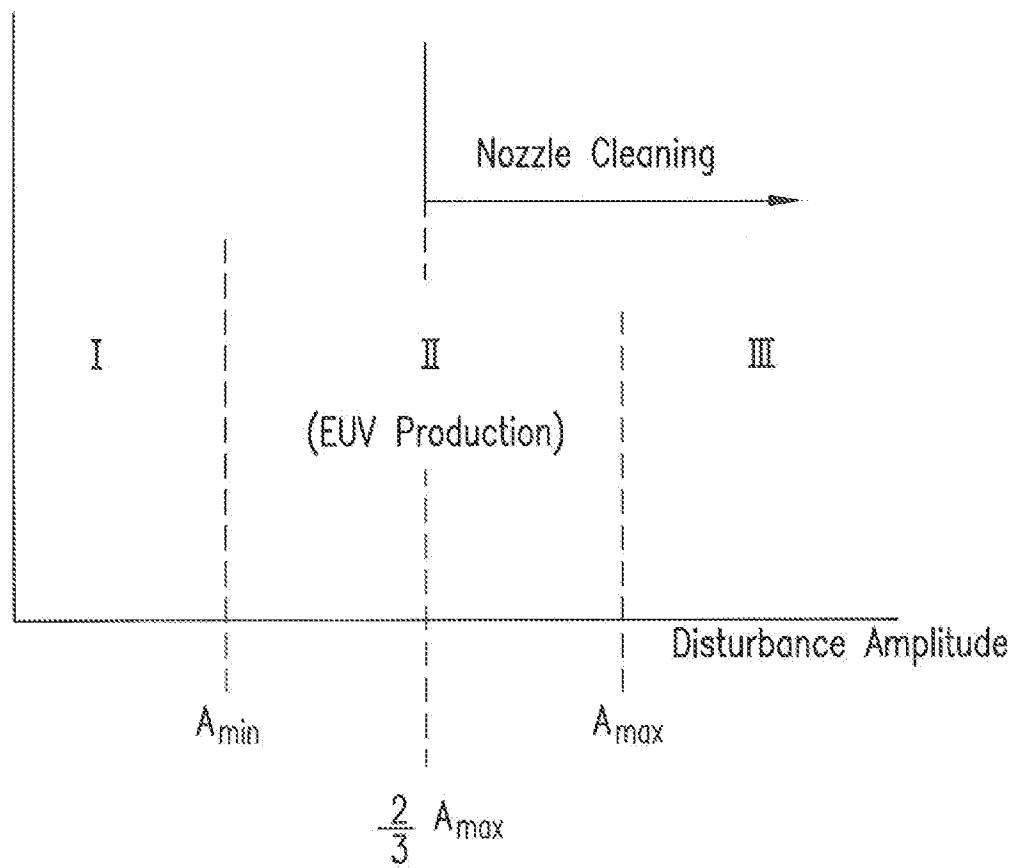 Nozzle Cleaning
I II III
(EUV Production)
Disturbance Amplitude
Amin Amax
2/3 Amax